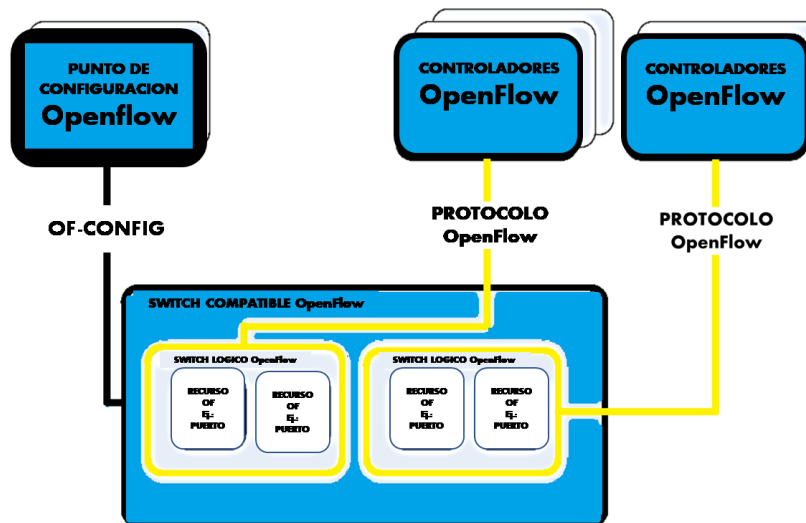 PUNTO DE
CONFIGURACION
Openflow
CONTROLADORES
OpenFlow
CONTROLADORES
OpenFlow
OF-CONFIG
PROTOCOLO
OpenFlow
PROTOCOLO
OpenFlow
SWITCH COMPATIBLE OpenFlow
SWITCH LOGICO OpenFlow
RECURSO
OF
Ej.:
PUERTO
RECURSO
OF
Ej.:
PUERTO
SWITCH LOGICO OpenFlow
RECURSO
OF
Ej.:
PUERTO
RECURSO
OF
Ej.:
PUERTO